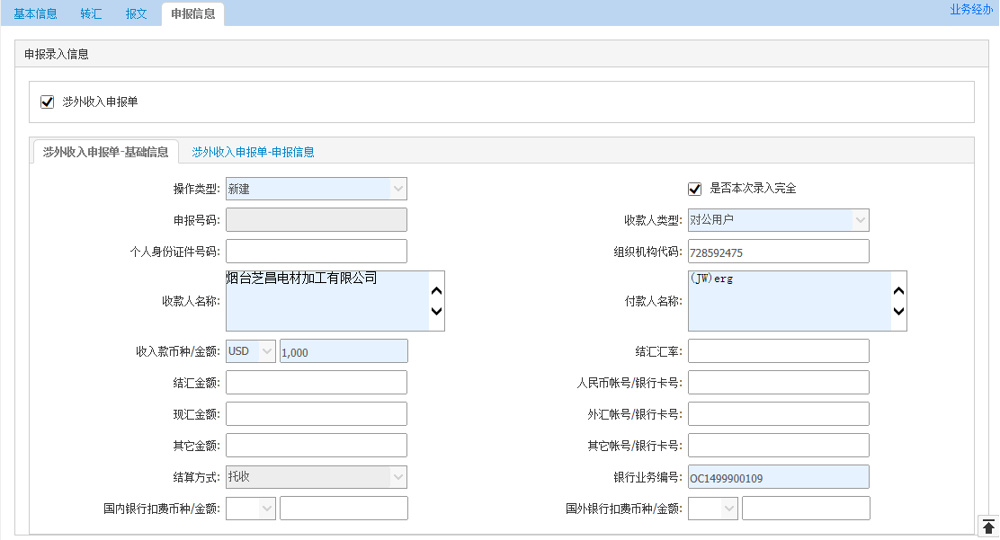 基本信息 转汇 报文 申报信息 业务经办
申报录入信息
涉外收入申报单
涉外收入申报单-基础信息 涉外收入申报单-申报信息
操作类型: 新建 是否本次录入完全
申报号码: 收款人类型: 对公用户
个人身份证件号码: 组织机构代码: 728592475
收款人名称: 烟台芝昌电材加工有限公司 付款人名称: (JW)erg
收入款币种/金额: USD 1,000 结汇汇率:
结汇金额: 人民币帐号/银行卡号:
现汇金额: 外汇帐号/银行卡号:
其它金额: 其它帐号/银行卡号:
结算方式: 托收 银行业务编号: OC1499900109
国内银行扣费币种/金额: 国外银行扣费币种/金额: